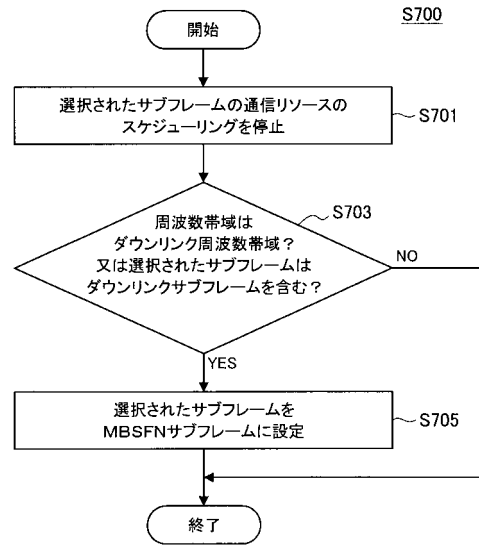 S700
開始
選択されたサブフレームの通信リソースの
スケジューリングを停止
S701
周波数帯域は
ダウンリンク周波数帯域?
又は選択されたサブフレームは
ダウンリンクサブフレームを含む?
S703
NO
YES
選択されたサブフレームを
MBSFNサブフレームに設定
S705
終了